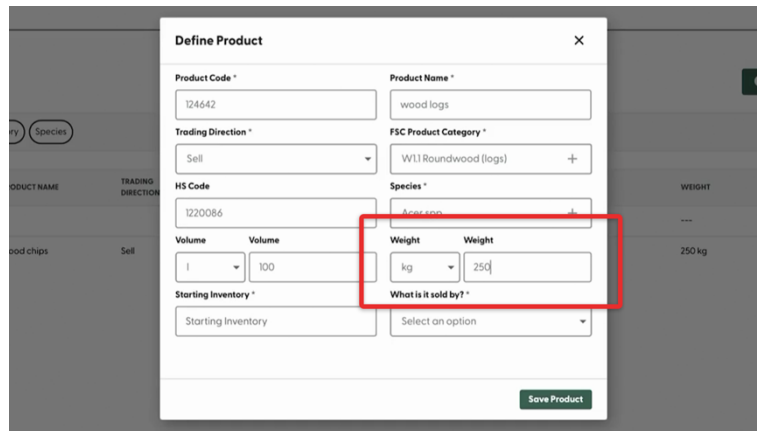 Define Product
Product Code *
Product Name *
124642
wood logs
Trading Direction *
FSC Product Category *
Sell
W1.1 Roundwood (logs)
HS Code
Species *
1220086
Acer spp
Volume
Volume
Weight
Weight
l
100
kg
250
Starting Inventory *
What is it sold by? *
Starting Inventory
Select an option
Save Product
Species
TRADING
DIRECTION
WEIGHT
---
Sell
250 kg
chips
NAME